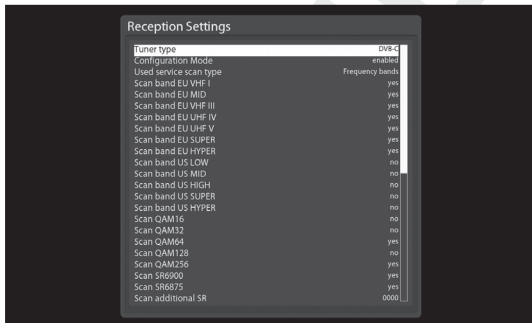 Reception Settings
Tuner type DVB-C
Configuration Mode enabled
Used service scan type Frequency bands
Scan band EU VHF I yes
Scan band EU MID yes
Scan band EU VHF III yes
Scan band EU UHF IV yes
Scan band EU UHF V yes
Scan band EU SUPER yes
Scan band EU HYPER yes
Scan band US LOW no
Scan band US MID no
Scan band US HIGH no
Scan band US SUPER no
Scan band US HYPER no
Scan QAM16 no
Scan QAM32 no
Scan QAM64 yes
Scan QAM128 no
Scan QAM256 yes
Scan SR6900 yes
Scan SR6875 yes
Scan additional SR 0000